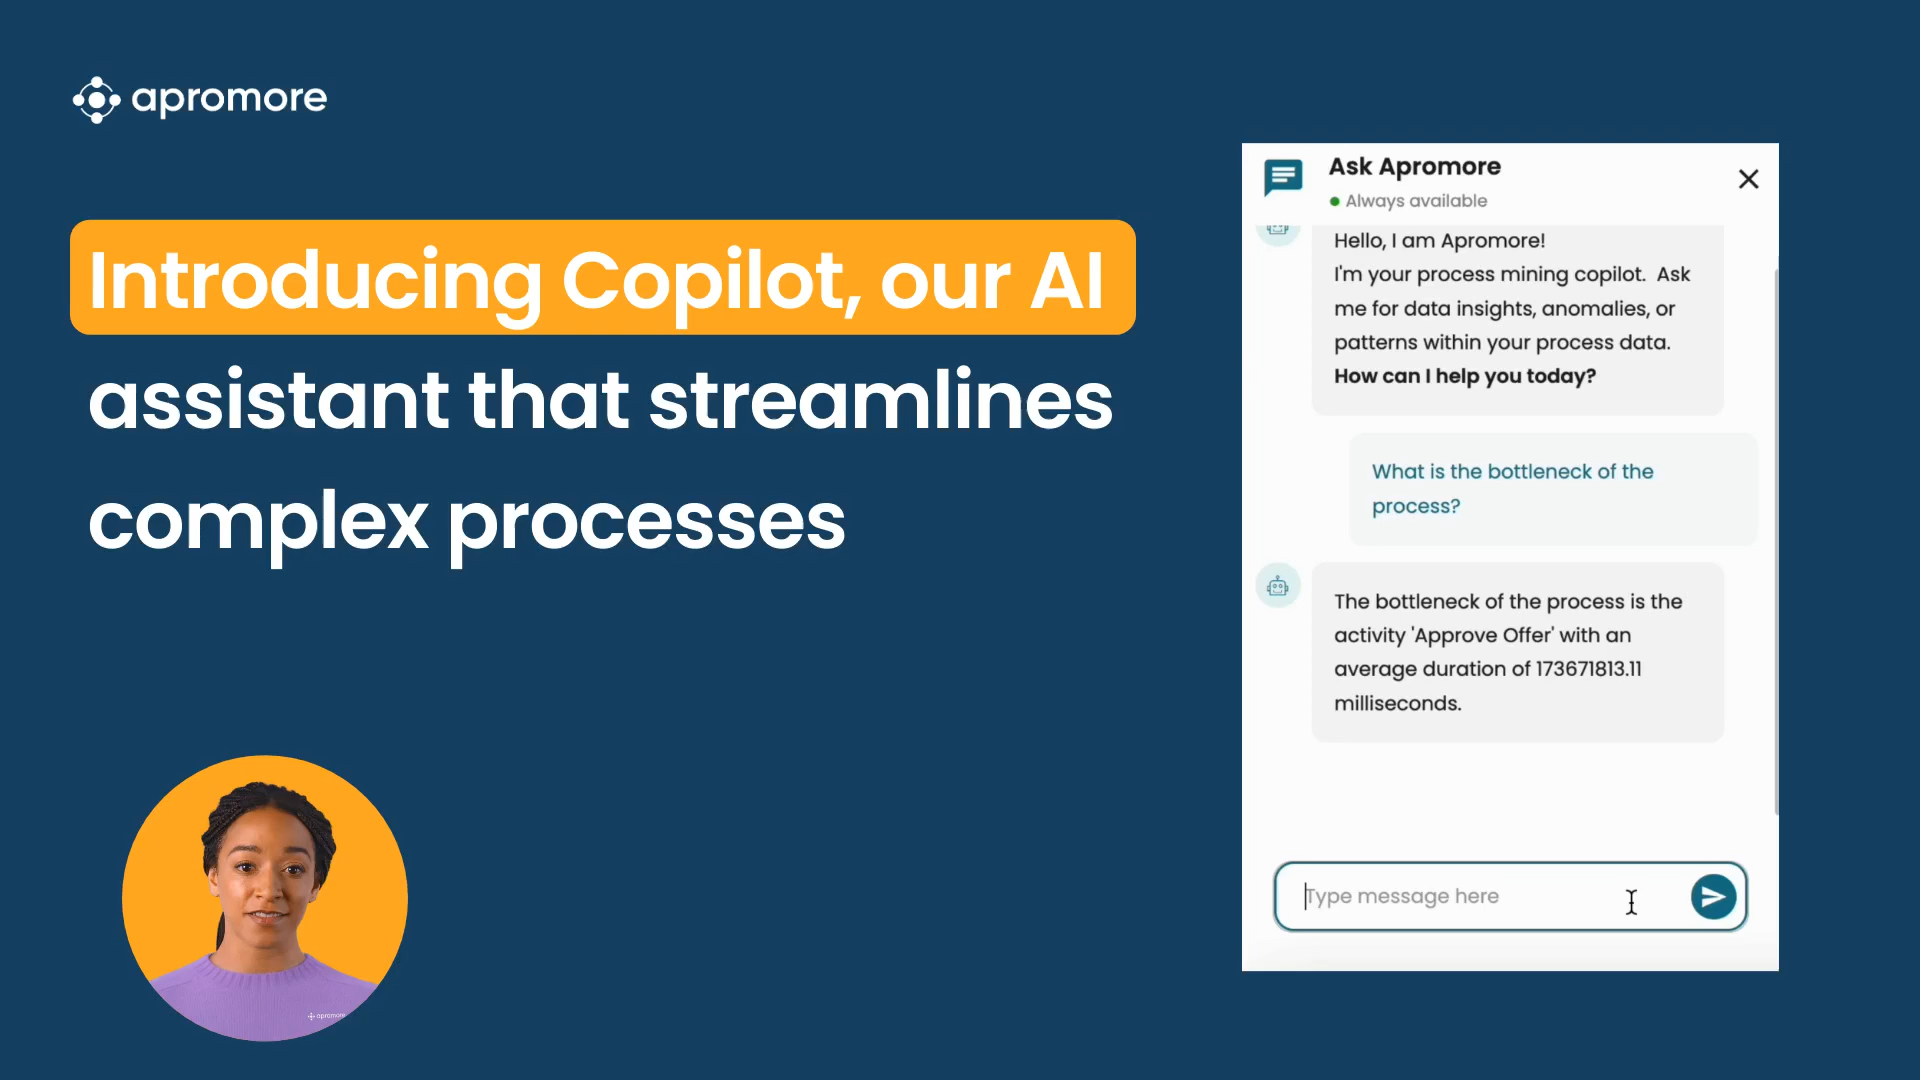 apromore
Introducing Copilot, our AI
assistant that streamlines
complex processes
Ask Apromore
Always available
Hello, I am Apromore!
I'm your process mining copilot. Ask
me for data insights, anomalies, or
patterns within your process data.
How can I help you today?
What is the bottleneck of the
process?
The bottleneck of the process is the
activity 'Approve Offer' with an
average duration of 173671813.11
milliseconds.
Type message here
apromore